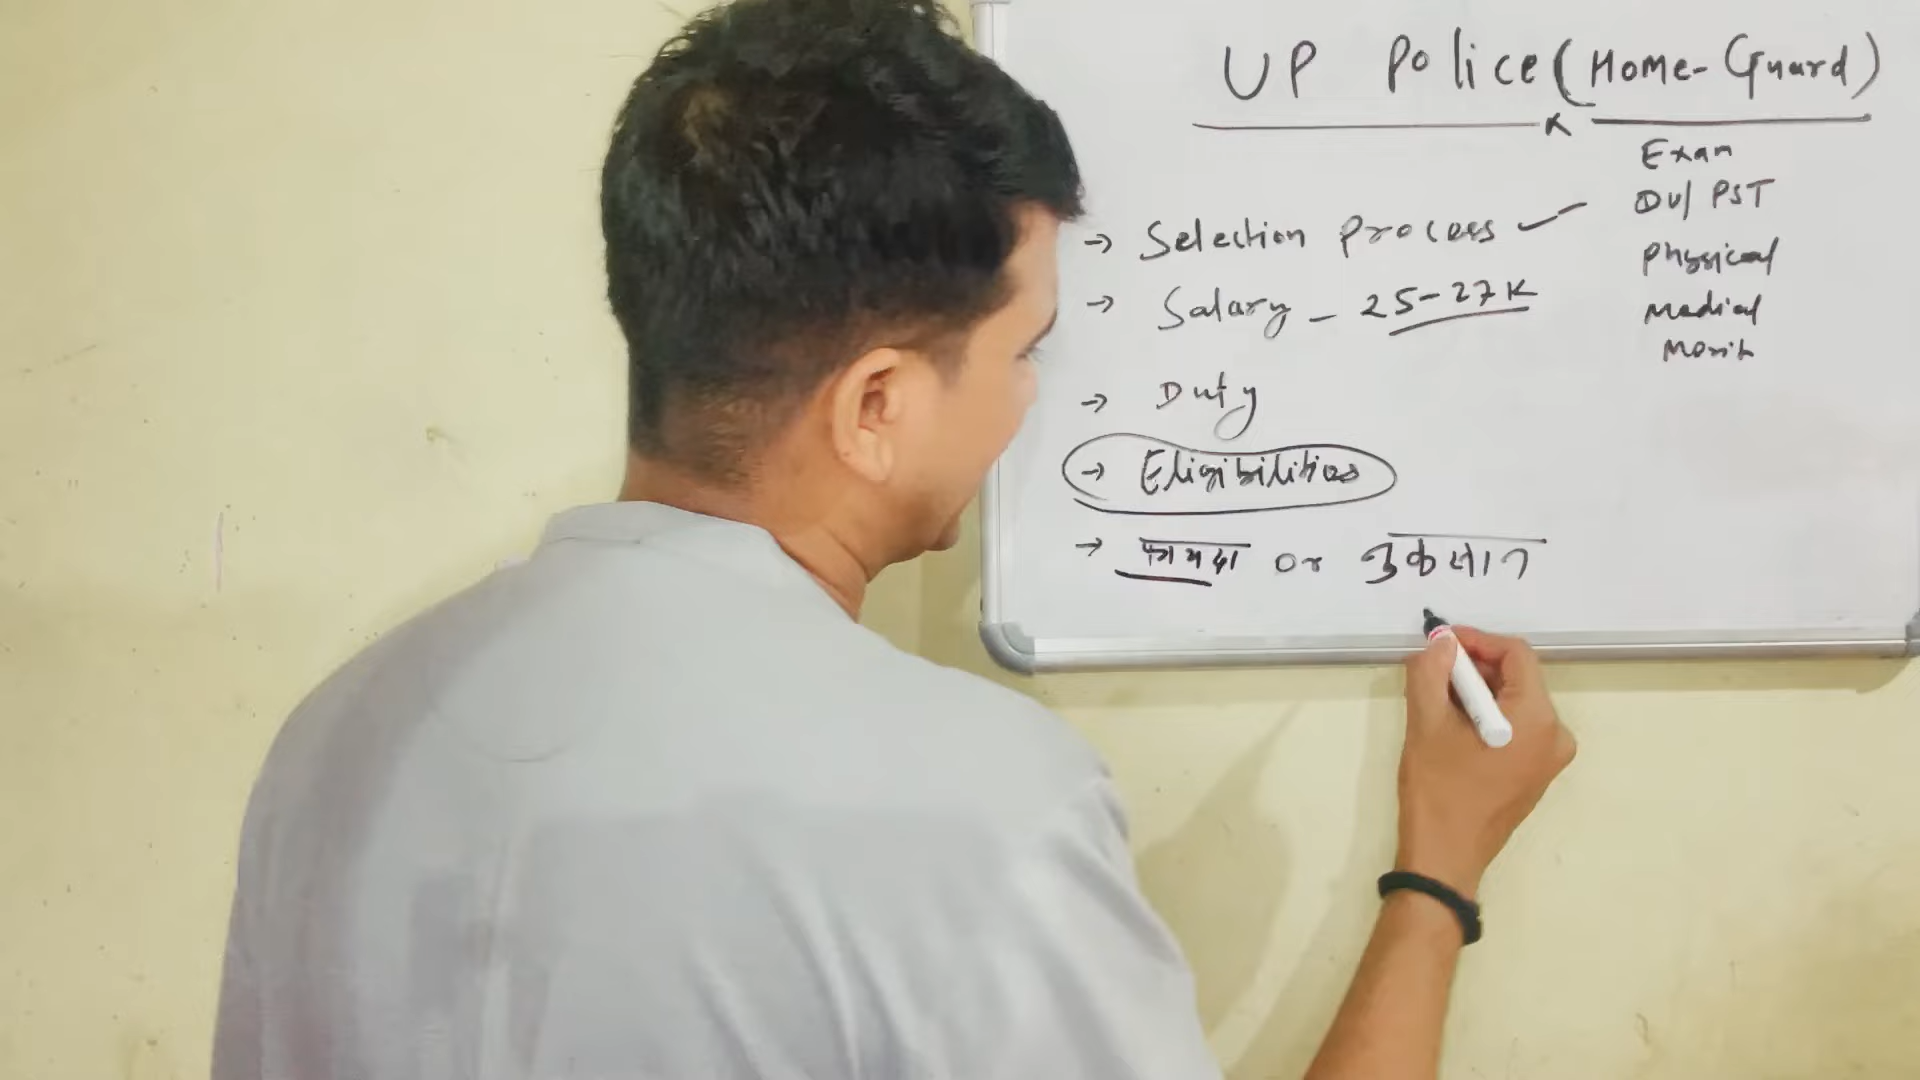 UP Police (Home-Guard)
Exam
DV/ PST
Physical
Medial
Merit
→ Selection Process ✓
→ Salary - 25-27K
→ Duty
→ Eligibilities
→ फायदा or नुकसान